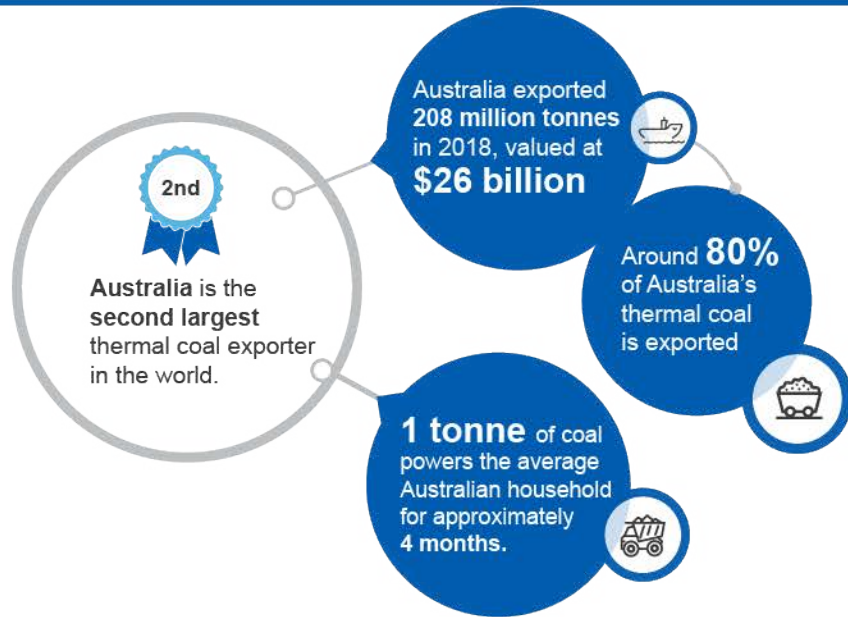 2nd
Australia is the
second largest
thermal coal exporter
in the world.
Australia exported
208 million tonnes
in 2018, valued at
$26 billion
Around 80%
of Australia's
thermal coal
is exported
1 tonne of coal
powers the average
Australian household
for approximately
4 months.